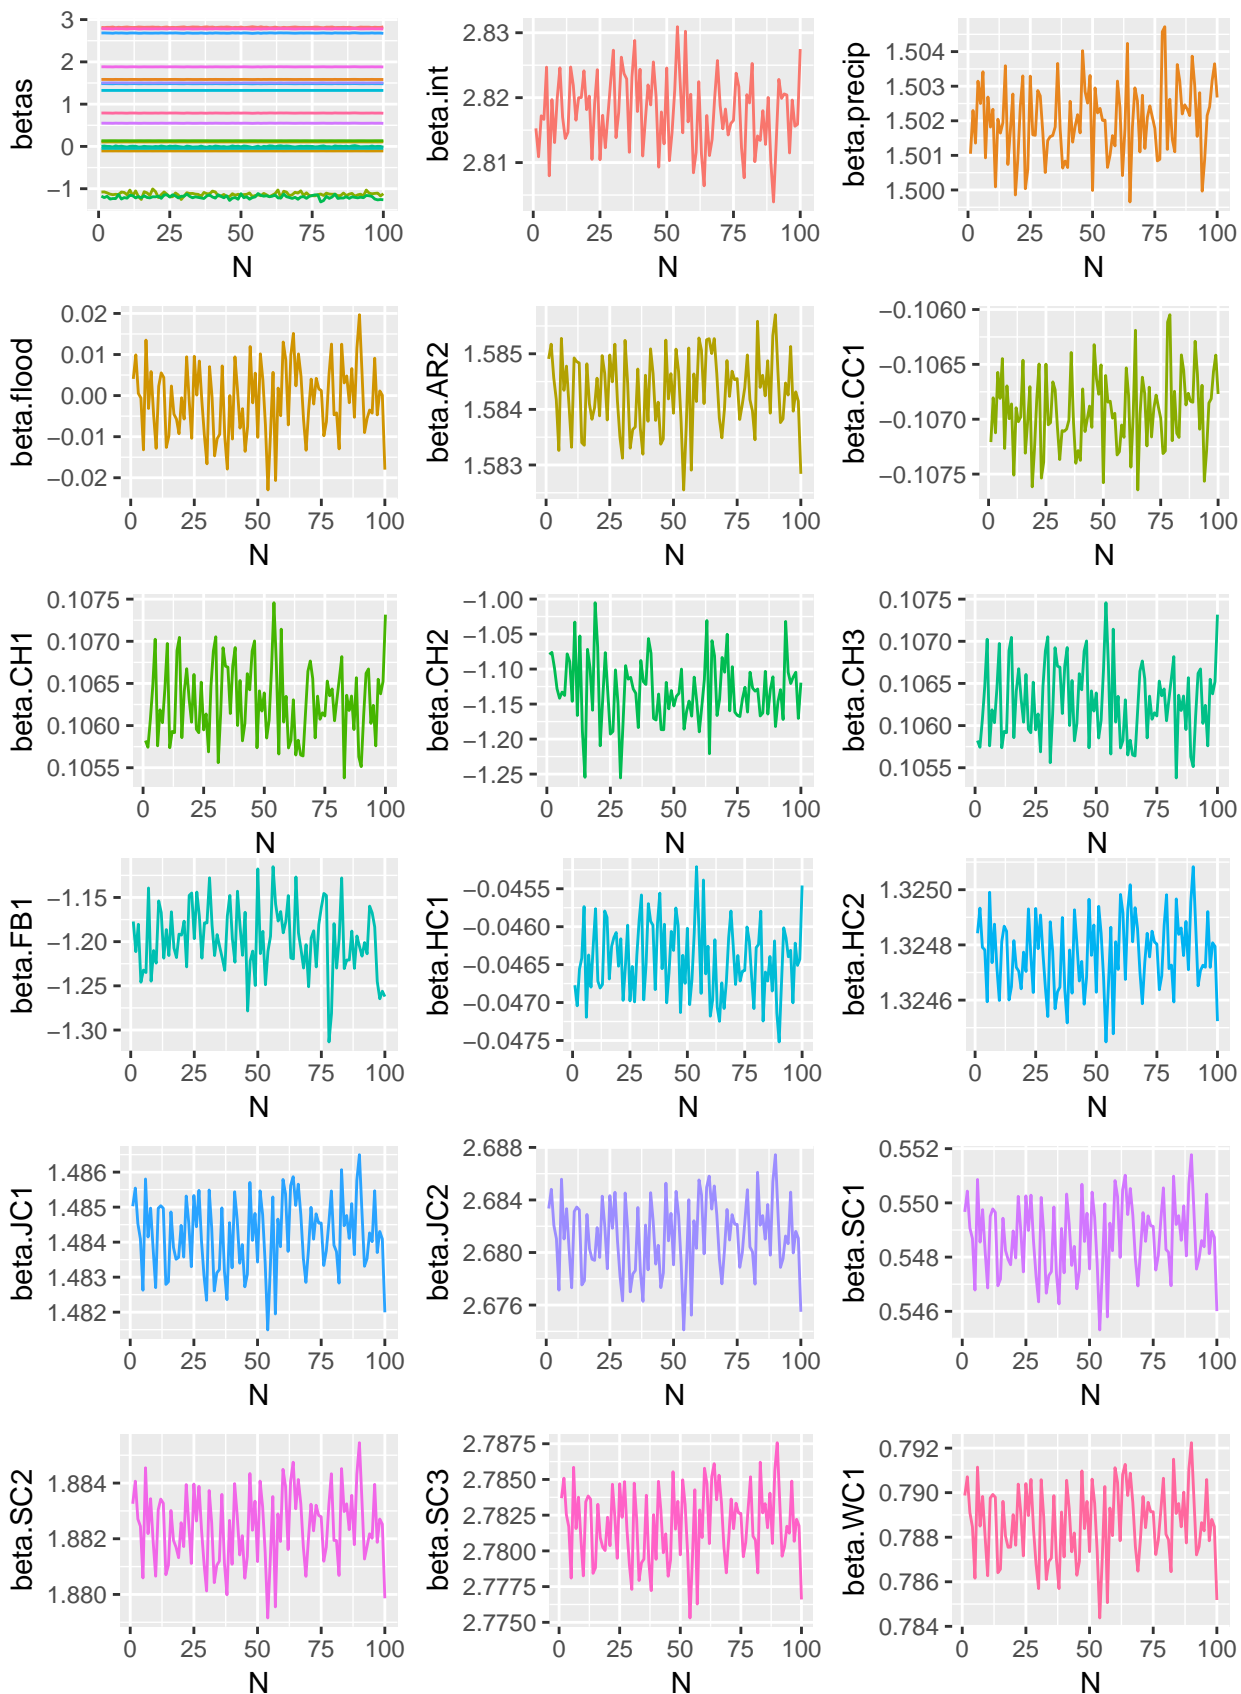 betas
3
2
1
0
−1
0 25 50 75 100
N
beta.int
2.83
2.82
2.81
0 25 50 75 100
N
beta.precip
1.504
1.503
1.502
1.501
1.500
0 25 50 75 100
N
beta.flood
0.02
0.01
0.00
−0.01
−0.02
0 25 50 75 100
N
beta.AR2
1.585
1.584
1.583
0 25 50 75 100
N
beta.CC1
−0.1060
−0.1065
−0.1070
−0.1075
0 25 50 75 100
N
beta.CH1
0.1075
0.1070
0.1065
0.1060
0.1055
0 25 50 75 100
N
beta.CH2
−1.00
−1.05
−1.10
−1.15
−1.20
−1.25
0 25 50 75 100
N
beta.CH3
0.1075
0.1070
0.1065
0.1060
0.1055
0 25 50 75 100
N
beta.FB1
−1.15
−1.20
−1.25
−1.30
0 25 50 75 100
N
beta.HC1
−0.0455
−0.0460
−0.0465
−0.0470
−0.0475
0 25 50 75 100
N
beta.HC2
1.3250
1.3248
1.3246
0 25 50 75 100
N
beta.JC1
1.486
1.485
1.484
1.483
1.482
0 25 50 75 100
N
beta.JC2
2.688
2.684
2.680
2.676
0 25 50 75 100
N
beta.SC1
0.552
0.550
0.548
0.546
0 25 50 75 100
N
beta.SC2
1.884
1.882
1.880
0 25 50 75 100
N
beta.SC3
2.7875
2.7850
2.7825
2.7800
2.7775
2.7750
0 25 50 75 100
N
beta.WC1
0.792
0.790
0.788
0.786
0.784
0 25 50 75 100
N